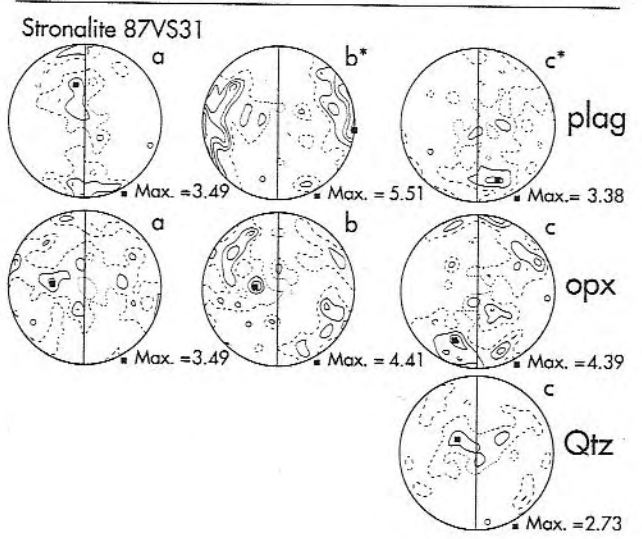 Stronalite 87VS31
a b* c* plag
Max. =3.49 Max. = 5.51 Max.= 3.38
a b c opx
Max. =3.49 Max. = 4.41 Max. =4.39
c Qtz
Max. =2.73